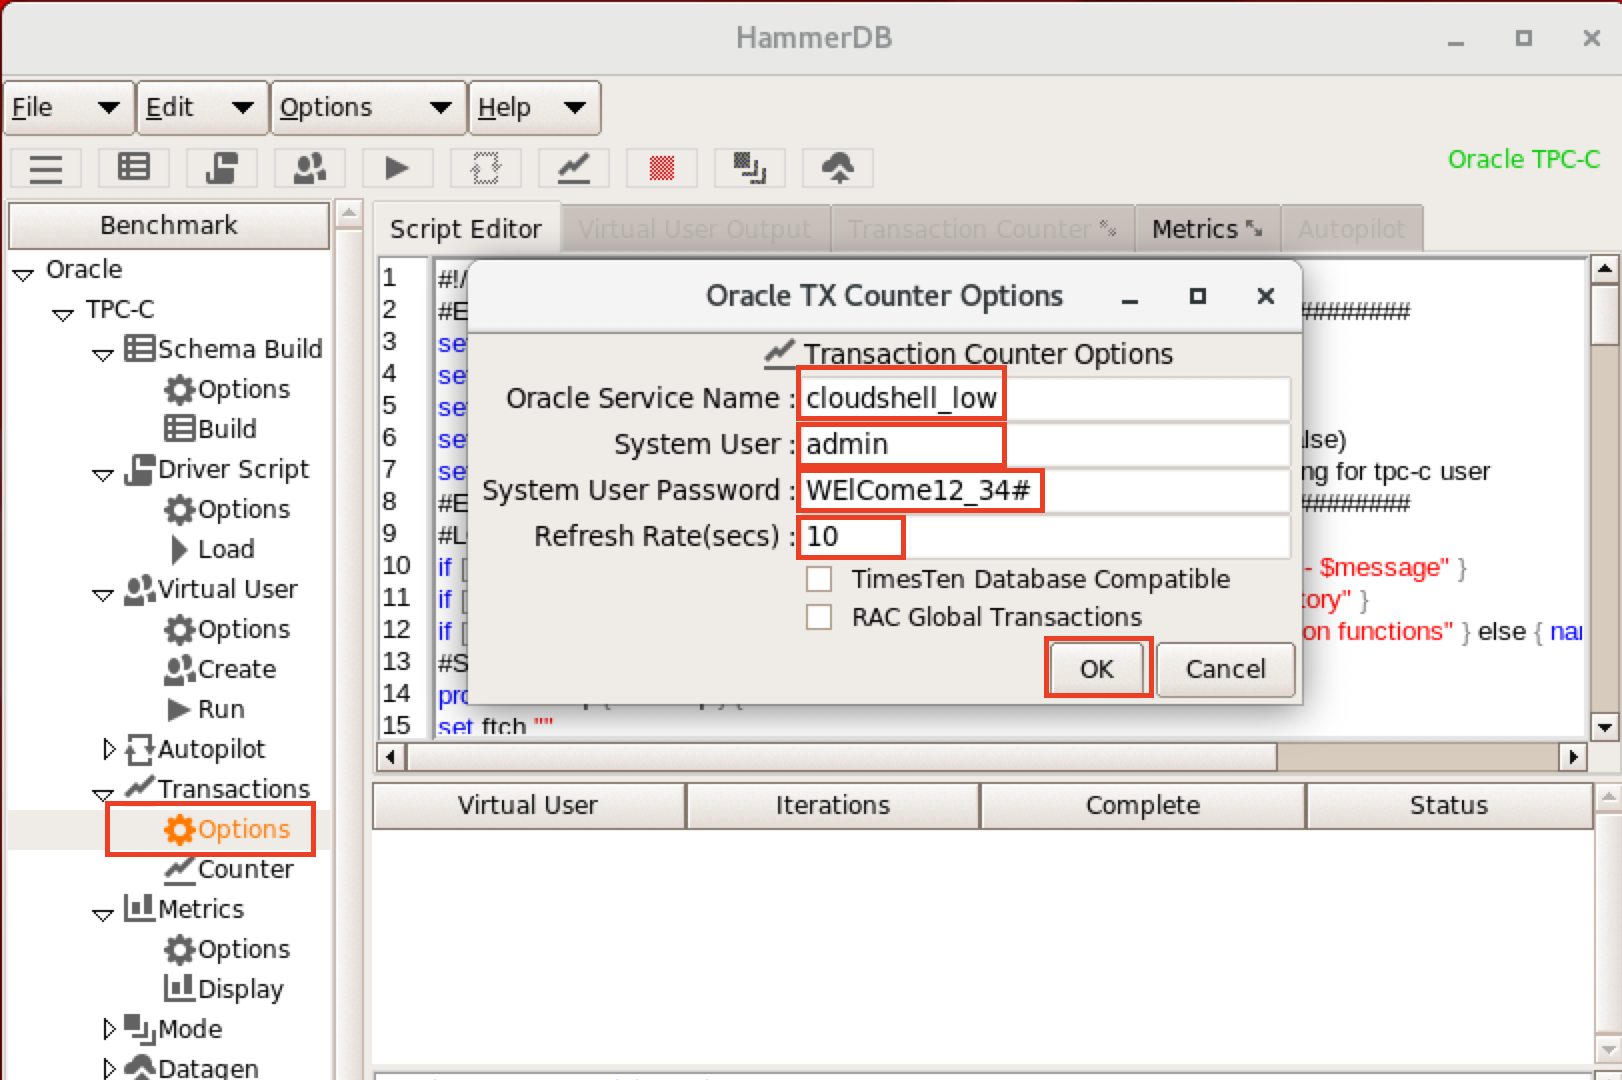 HammerDB
File Edit Options Help
Oracle TPC-C
Benchmark
Oracle
TPC-C
Schema Build
Options
Build
Driver Script
Options
Load
Virtual User
Options
Create
Run
Autopilot
Transactions
Options
Counter
Metrics
Options
Display
Mode
Datagen
Script Editor Virtual User Output Transaction Counter Metrics Autopilot
1 #!/
2 #E ##########
3 se
4 se
5 se
6 se lse)
7 se ng for tpc-c user
8 #E ##########
9 #L
10 if [ - $message" }
11 if [ tory" }
12 if [ on functions" } else { nar
13 #S
14 pro
15 set ftch ""
Oracle TX Counter Options
Transaction Counter Options
Oracle Service Name : cloudshell_low
System User : admin
System User Password : WElCome12_34#
Refresh Rate(secs) : 10
TimesTen Database Compatible
RAC Global Transactions
OK Cancel
Virtual User Iterations Complete Status